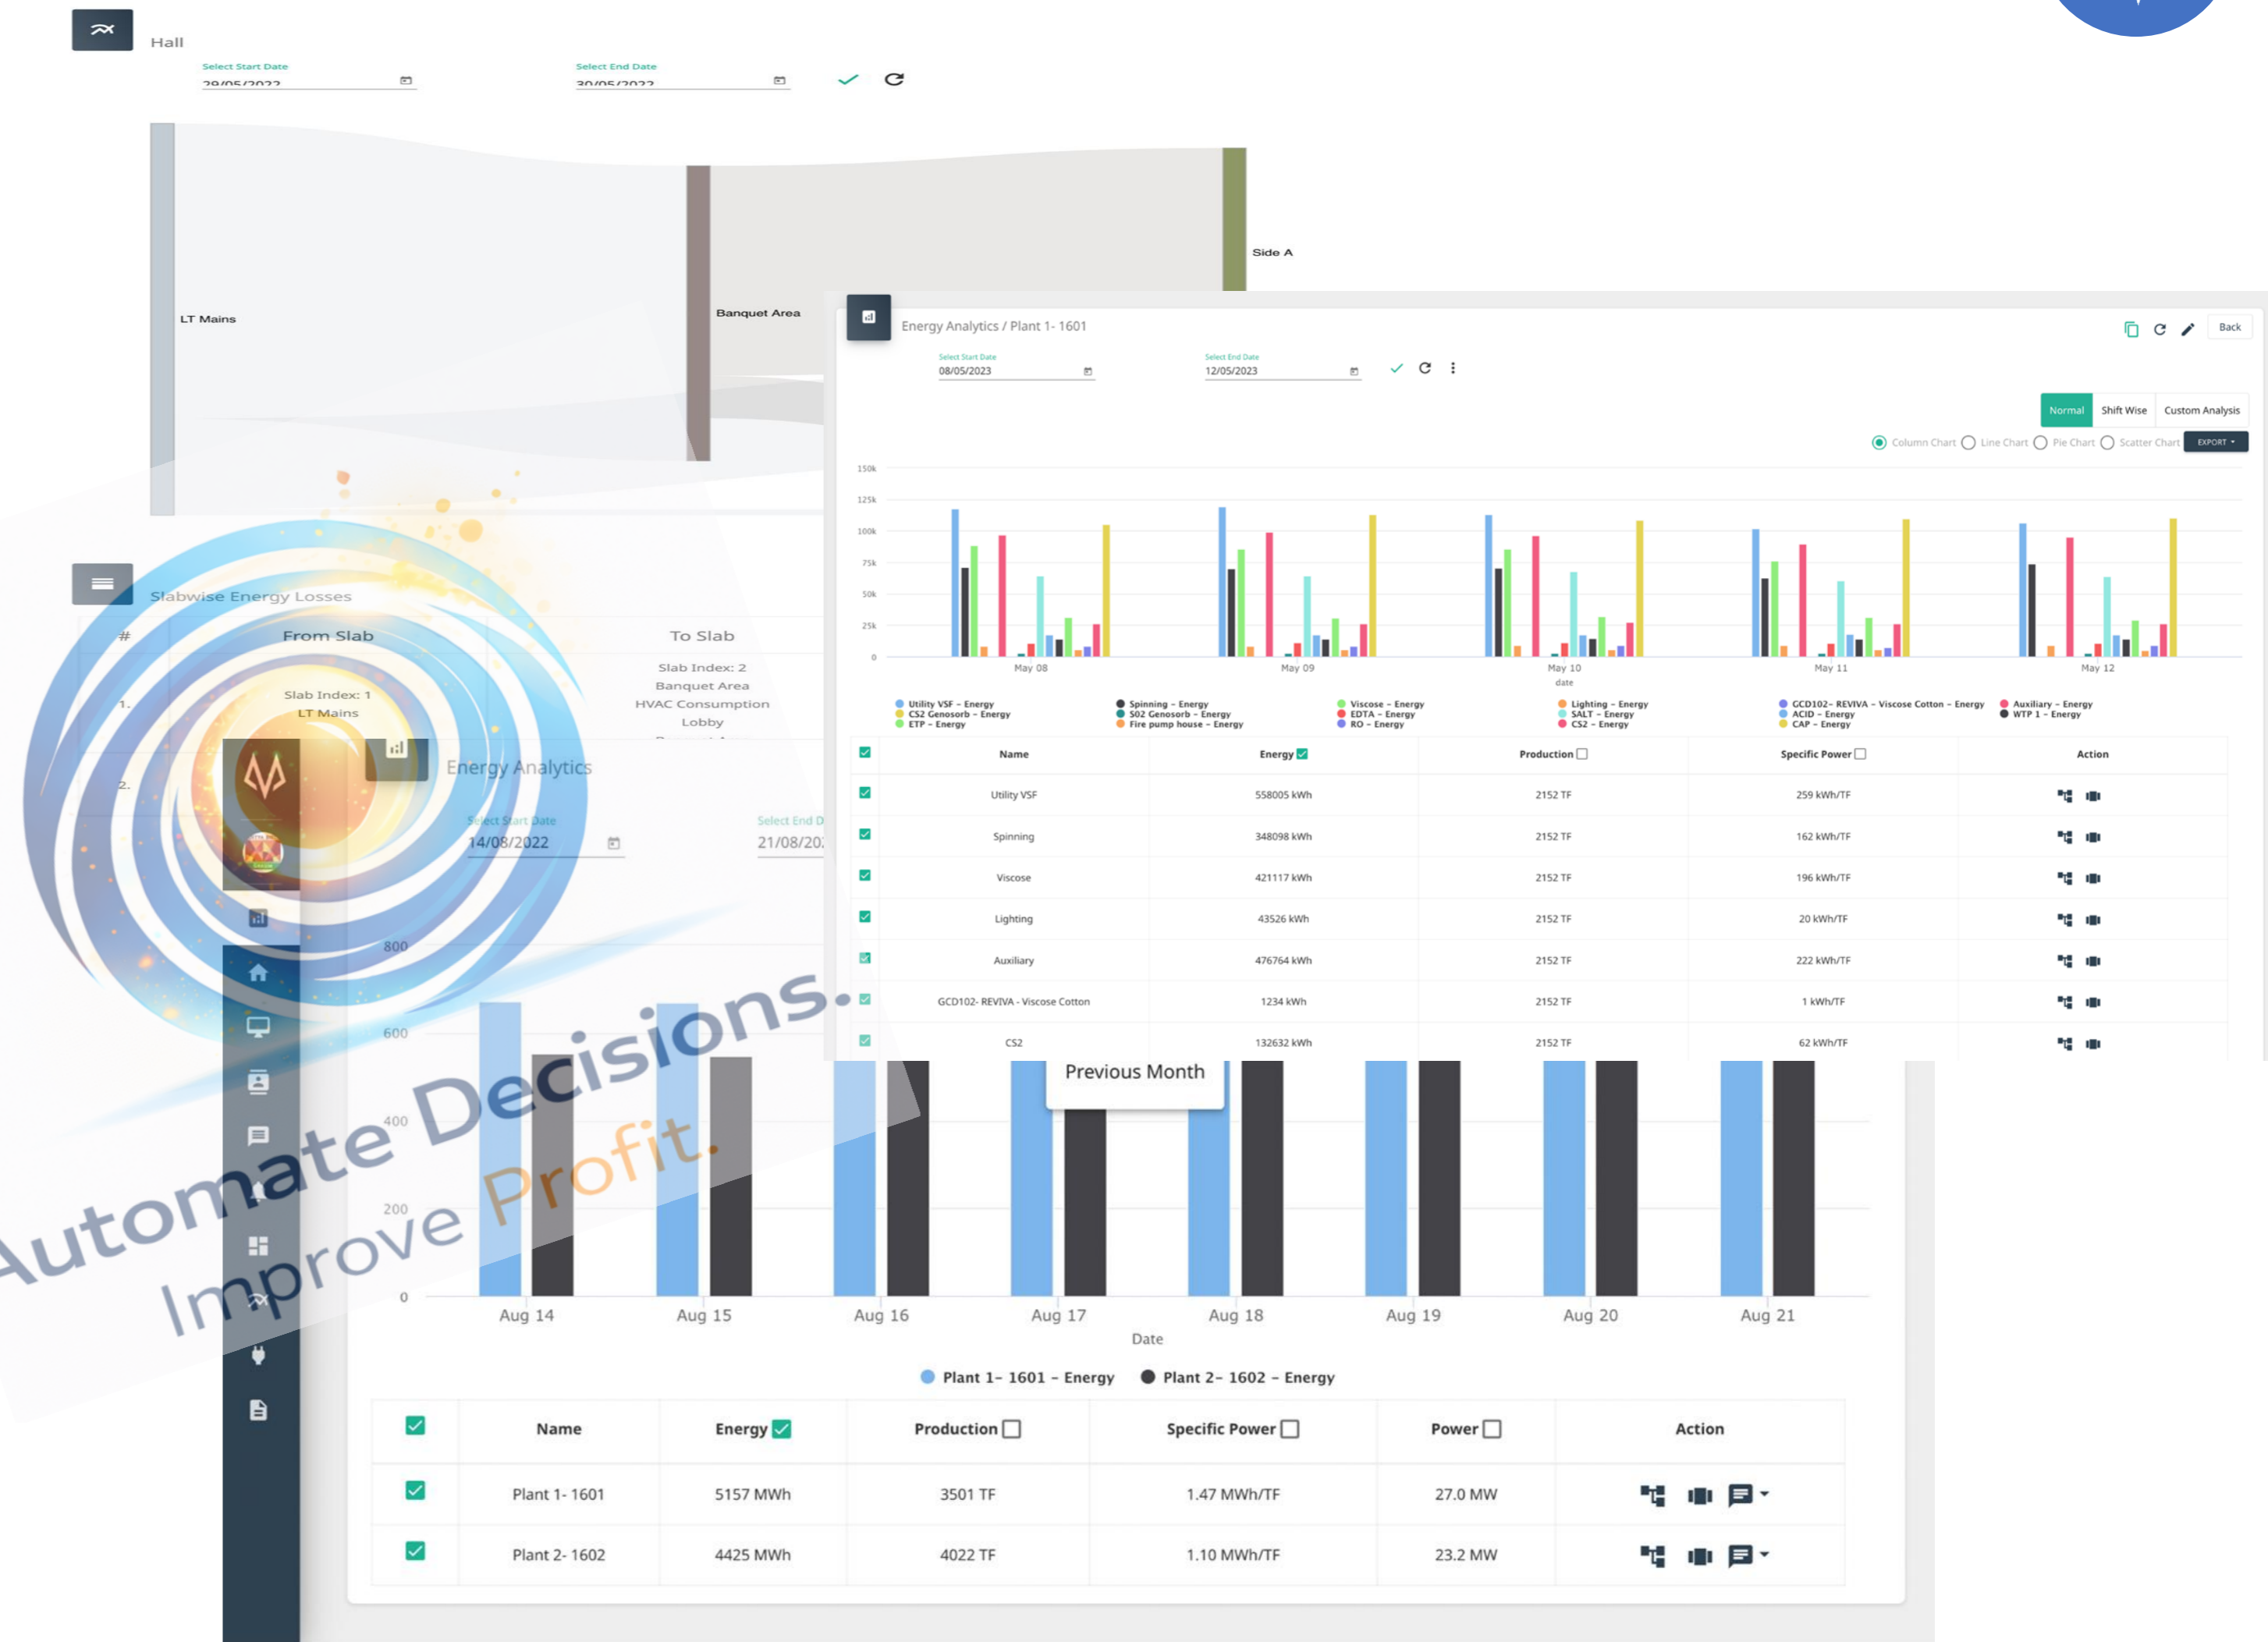 Hall
Select Start Date
29/05/2022
Select End Date
30/05/2022
LT Mains
Banquet Area
Side A
Slabwise Energy Losses
# From Slab To Slab
1. Slab Index: 1
LT Mains
Slab Index: 2
Banquet Area
HVAC Consumption
Lobby
2.
Energy Analytics / Plant 1- 1601
Back
Select Start Date
08/05/2023
Select End Date
12/05/2023
Normal Shift Wise Custom Analysis
Column Chart Line Chart Pie Chart Scatter Chart EXPORT
150k
125k
100k
75k
50k
25k
0
May 08 May 09 May 10 May 11 May 12
date
Utility VSF – Energy Spinning – Energy Viscose – Energy Lighting – Energy GCD102– REVIVA – Viscose Cotton – Energy Auxiliary – Energy
CS2 Genosorb – Energy S02 Genosorb – Energy EDTA – Energy SALT – Energy ACID – Energy WTP 1 – Energy
ETP – Energy Fire pump house – Energy RO – Energy CS2 – Energy CAP – Energy
Name Energy Production Specific Power Action
Utility VSF 558005 kWh 2152 TF 259 kWh/TF
Spinning 348098 kWh 2152 TF 162 kWh/TF
Viscose 421117 kWh 2152 TF 196 kWh/TF
Lighting 43526 kWh 2152 TF 20 kWh/TF
Auxiliary 476764 kWh 2152 TF 222 kWh/TF
GCD102- REVIVA - Viscose Cotton 1234 kWh 2152 TF 1 kWh/TF
CS2 132632 kWh 2152 TF 62 kWh/TF
Energy Analytics
Select Start Date
14/08/2022
Select End D
21/08/20
Automate Decisions.
Improve Profit.
Previous Month
800
600
400
200
0
Aug 14 Aug 15 Aug 16 Aug 17 Aug 18 Aug 19 Aug 20 Aug 21
Date
Plant 1– 1601 – Energy Plant 2– 1602 – Energy
Name Energy Production Specific Power Power Action
Plant 1- 1601 5157 MWh 3501 TF 1.47 MWh/TF 27.0 MW
Plant 2- 1602 4425 MWh 4022 TF 1.10 MWh/TF 23.2 MW